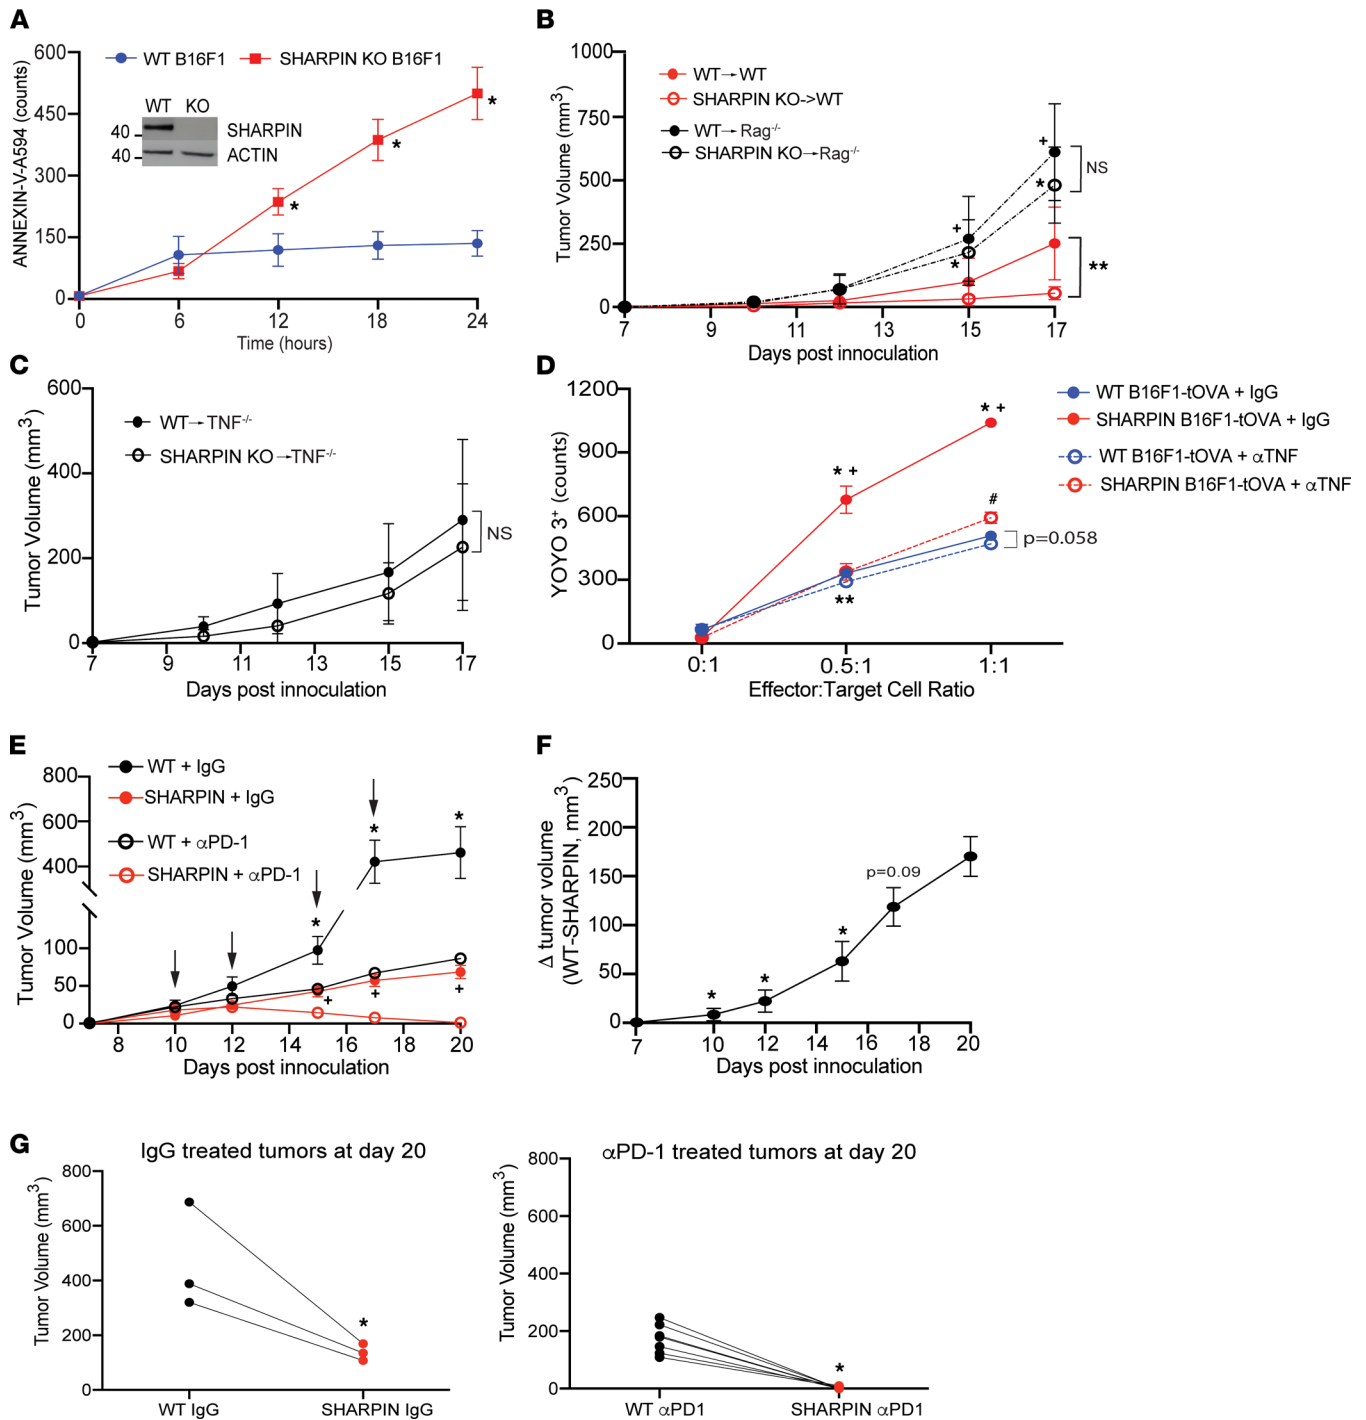 A
ANNEXIN-V-A594 (counts)
600
450
300
150
0
WT B16F1
SHARPIN KO B16F1
WT KO
40
SHARPIN
40
ACTIN
*
*
*
0 6 12 18 24
Time (hours)
B
Tumor Volume (mm3)
1000
750
500
250
0
WT→WT
SHARPIN KO->WT
WT→Rag-/-
SHARPIN KO→Rag-/-
+
*
+
*
NS
**
7 9 11 13 15 17
Days post innoculation
C
Tumor Volume (mm3)
600
400
200
0
WT→TNF-/-
SHARPIN KO→TNF-/-
NS
7 9 11 13 15 17
Days post innoculation
D
YOYO 3+ (counts)
1200
900
600
300
0
WT B16F1-tOVA + IgG
SHARPIN B16F1-tOVA + IgG
WT B16F1-tOVA + αTNF
SHARPIN B16F1-tOVA + αTNF
* +
* +
#
**
p=0.058
0:1 0.5:1 1:1
Effector:Target Cell Ratio
E
Tumor Volume (mm3)
800
600
400
100
50
0
WT + IgG
SHARPIN + IgG
WT + αPD-1
SHARPIN + αPD-1
*
*
*
+
+
+
8 10 12 14 16 18 20
Days post innoculation
F
Δ tumor volume
(WT-SHARPIN, mm3)
250
200
150
100
50
0
*
*
*
p=0.09
7 10 12 14 16 18 20
Days post innoculation
G
IgG treated tumors at day 20
Tumor Volume (mm3)
800
600
400
200
0
*
WT IgG SHARPIN IgG
αPD-1 treated tumors at day 20
Tumor Volume (mm3)
800
600
400
200
0
*
WT αPD1 SHARPIN αPD1